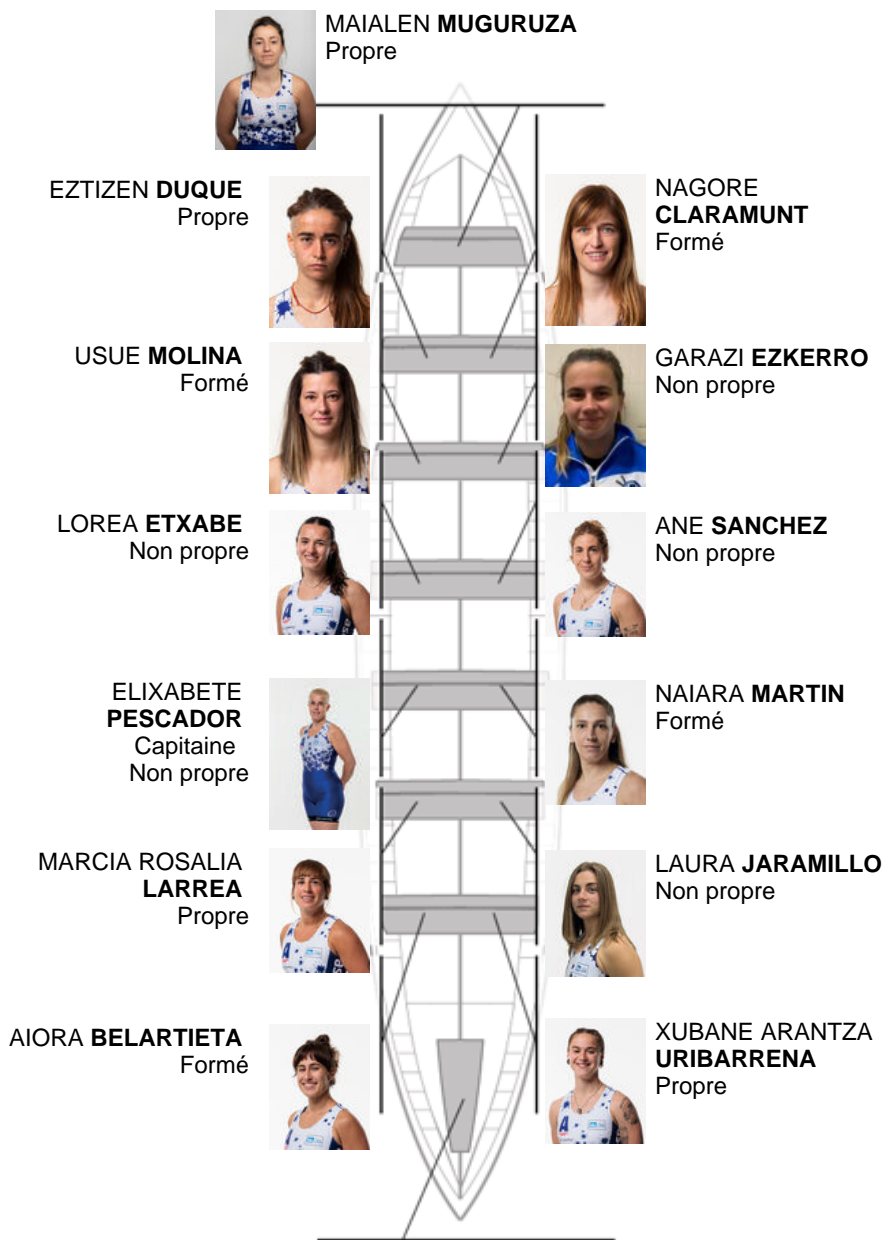 MAIALEN MUGURUZA
Propre
EZTIZEN DUQUE
Propre
NAGORE
CLARAMUNT
Formé
USUE MOLINA
Formé
GARAZI EZKERRO
Non propre
LOREA ETXABE
Non propre
ANE SANCHEZ
Non propre
ELIXABETE
PESCADOR
Capitaine
Non propre
NAIARA MARTIN
Formé
MARCIA ROSALIA
LARREA
Propre
LAURA JARAMILLO
Non propre
AIORA BELARTIETA
Formé
XUBANE ARANTZA
URIBARRENA
Propre